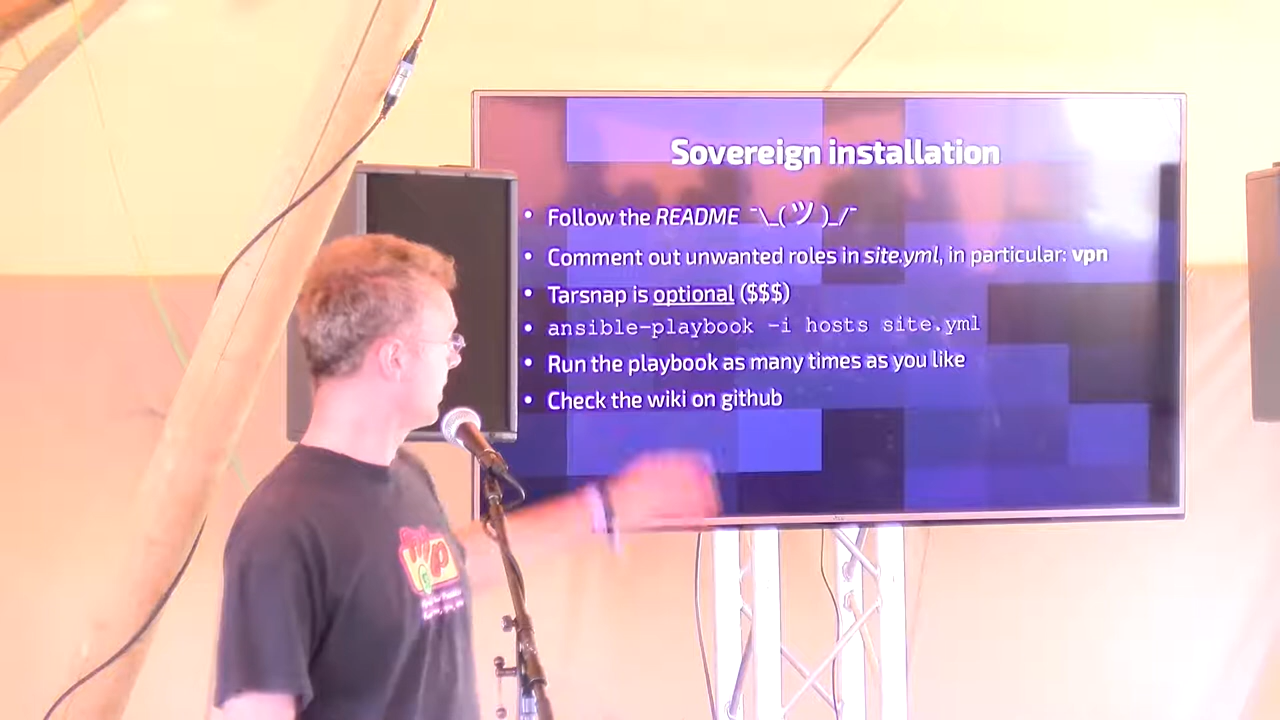 Sovereign installation
• Follow the README ¯\_(ツ)_/¯
• Comment out unwanted roles in site.yml, in particular: vpn
• Tarsnap is optional ($$$)
• ansible-playbook -i hosts site.yml
• Run the playbook as many times as you like
• Check the wiki on github